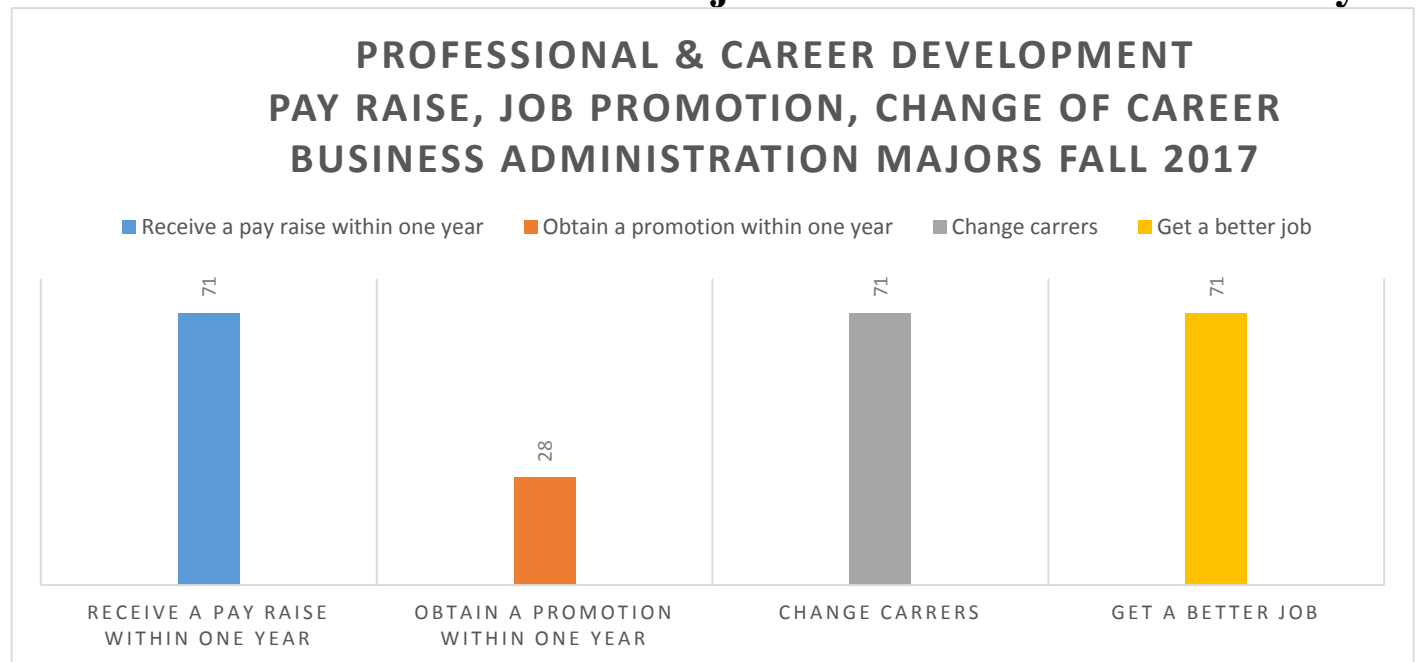 PROFESSIONAL & CAREER DEVELOPMENT
PAY RAISE, JOB PROMOTION, CHANGE OF CAREER
BUSINESS ADMINISTRATION MAJORS FALL 2017
Receive a pay raise within one year Obtain a promotion within one year Change carrers Get a better job
71 28 71 71
RECEIVE A PAY RAISE OBTAIN A PROMOTION CHANGE CARRERS GET A BETTER JOB
WITHIN ONE YEAR WITHIN ONE YEAR